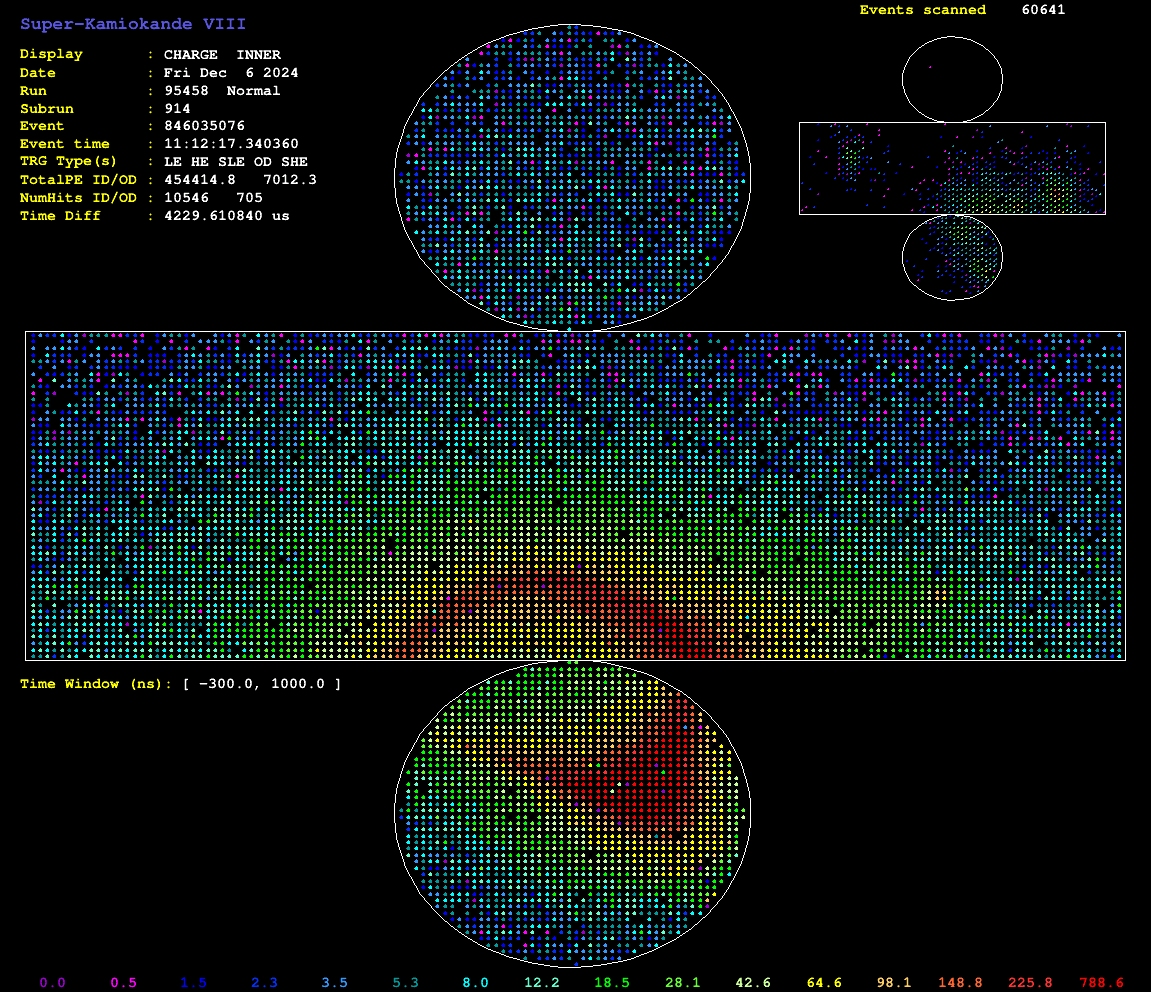 Super-Kamiokande VIII
Events scanned 60641
Display : CHARGE INNER
Date : Fri Dec 6 2024
Run : 95458 Normal
Subrun : 914
Event : 846035076
Event time : 11:12:17.340360
TRG Type(s) : LE HE SLE OD SHE
TotalPE ID/OD : 454414.8 7012.3
NumHits ID/OD : 10546 705
Time Diff : 4229.610840 us
Time Window (ns): [ -300.0, 1000.0 ]
0.0 0.5 1.5 2.3 3.5 5.3 8.0 12.2 18.5 28.1 42.6 64.6 98.1 148.8 225.8 788.6